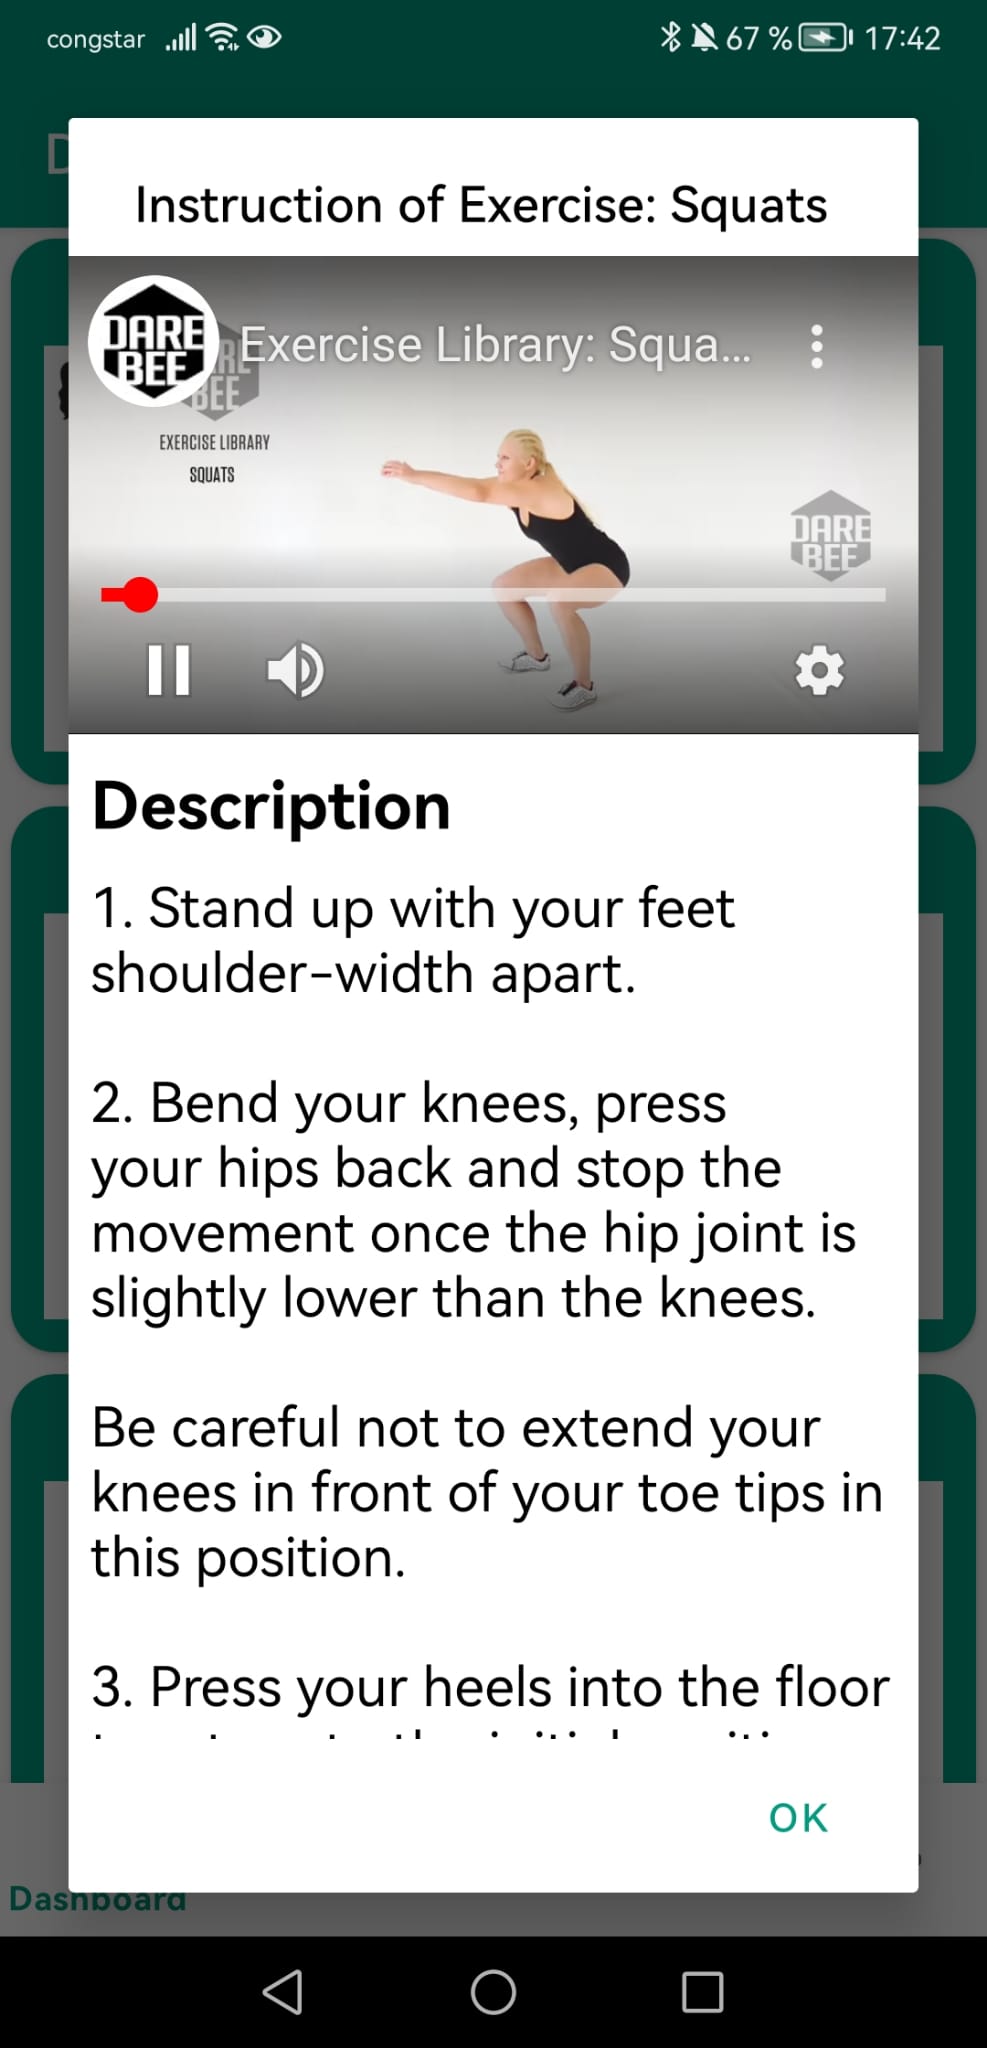 congstar
67 %
17:42
D
Instruction of Exercise: Squats
DARE
BEE
Exercise Library: Squa...
BEE
EXERCISE LIBRARY
SQUATS
DARE
BEE
Description
1. Stand up with your feet
shoulder-width apart.
2. Bend your knees, press
your hips back and stop the
movement once the hip joint is
slightly lower than the knees.
Be careful not to extend your
knees in front of your toe tips in
this position.
3. Press your heels into the floor
OK
Dashboard